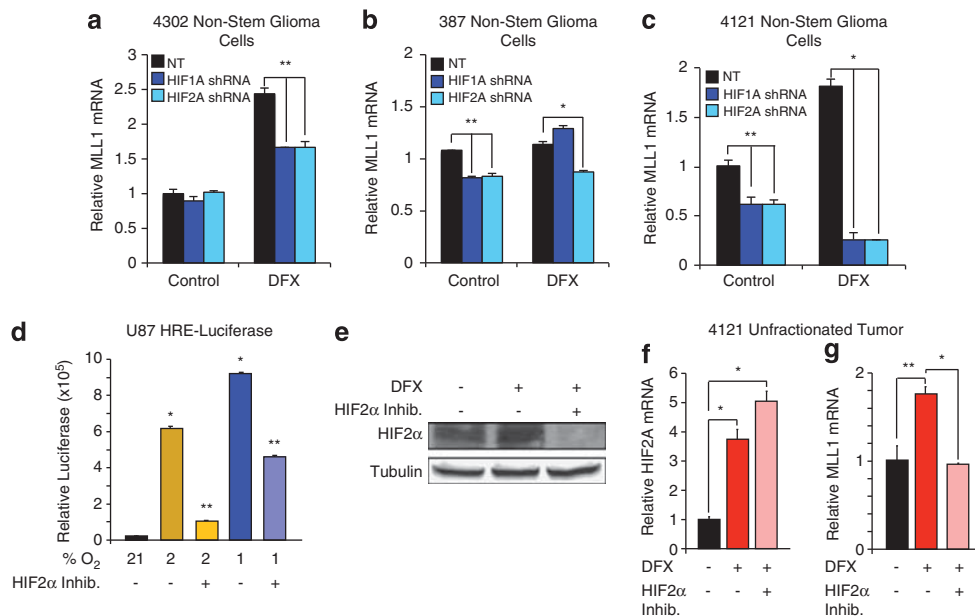 a
4302 Non-Stem Glioma
Cells
NT
HIF1A shRNA
HIF2A shRNA
**
Relative MLL1 mRNA
3
2.5
2
1.5
1
0.5
0
Control
DFX
b
387 Non-Stem Glioma
Cells
NT
HIF1A shRNA
HIF2A shRNA
**
*
Relative MLL1 mRNA
2
1.5
1
0.5
0
Control
DFX
c
4121 Non-Stem Glioma
Cells
NT
HIF1A shRNA
HIF2A shRNA
**
*
Relative MLL1 mRNA
2
1.5
1
0.5
0
Control
DFX
d
U87 HRE-Luciferase
Relative Luciferase (x10⁵)
10
8
6
4
2
0
*
**
*
**
% O₂ 21 2 2 1 1
HIF2α Inhib. - - + - +
e
DFX - + +
HIF2α Inhib. - - +
HIF2α
Tubulin
4121 Unfractionated Tumor
f
Relative HIF2A mRNA
6
5
4
3
2
1
0
*
*
DFX - + +
HIF2α - - +
Inhib.
g
Relative MLL1 mRNA
2
1.5
1
0.5
0
**
*
DFX - + +
HIF2α - - +
Inhib.